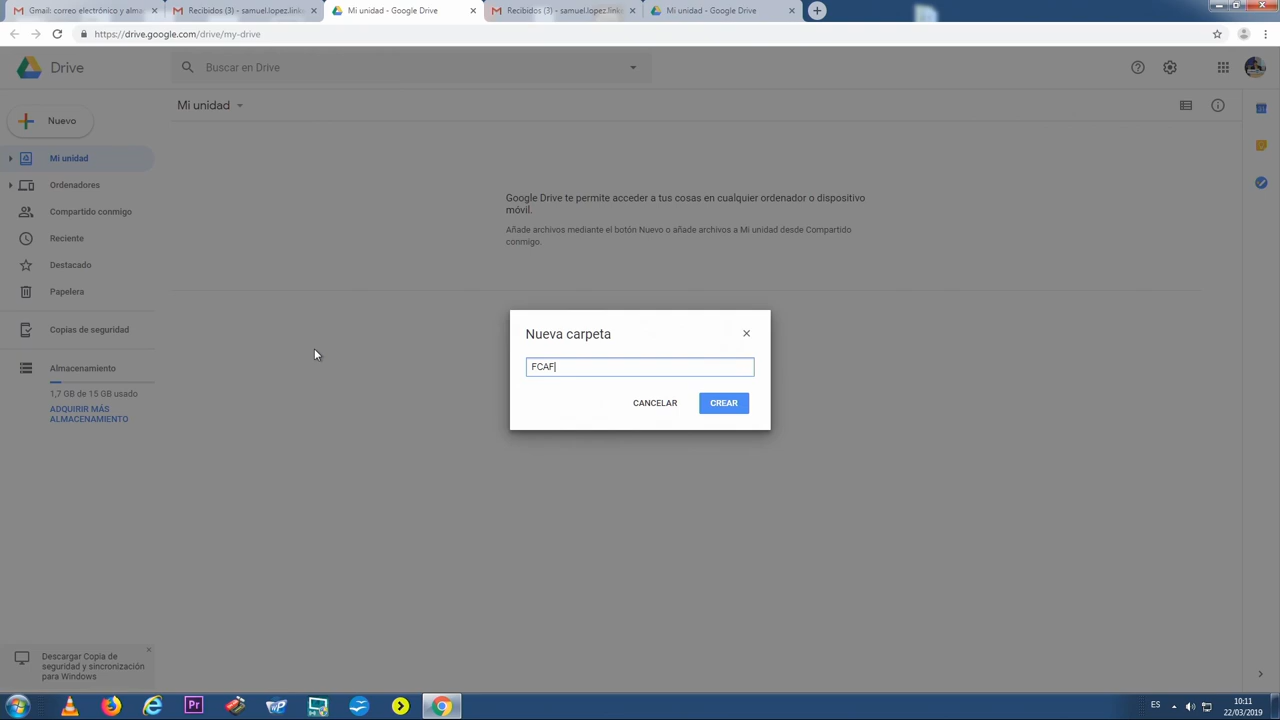 Gmail: correo electrónico y alma
Recibidos (3) - samuel.lopez.link
Mi unidad - Google Drive
Recibidos (3) - samuel.lopez.link
Mi unidad - Google Drive
https://drive.google.com/drive/my-drive
Drive
Buscar en Drive
Nuevo
Mi unidad
Mi unidad
Ordenadores
Compartido conmigo
Reciente
Destacado
Papelera
Copias de seguridad
Almacenamiento
1,7 GB de 15 GB usado
ADQUIRIR MÁS
ALMACENAMIENTO
Google Drive te permite acceder a tus cosas en cualquier ordenador o dispositivo
móvil.
Añade archivos mediante el botón Nuevo o añade archivos a Mi unidad desde Compartido
conmigo.
Nueva carpeta
FCAF
CANCELAR
CREAR
Descargar Copia de
seguridad y sincronización
para Windows
Pr
ES
10:11
22/03/2019